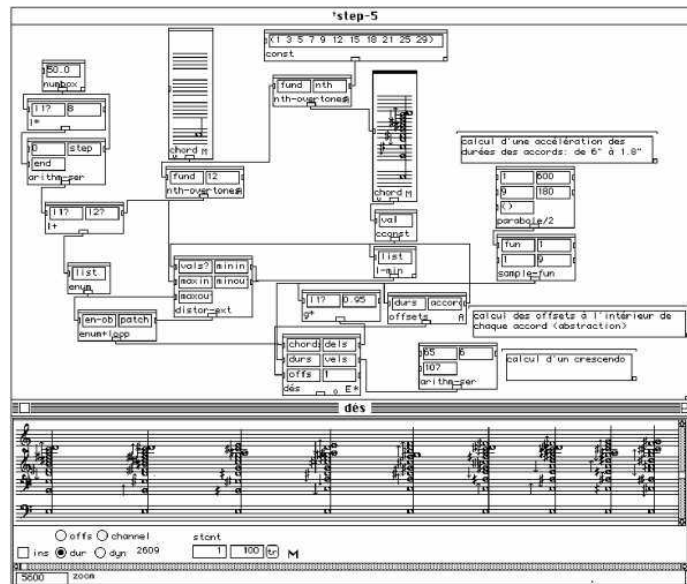 †step-5
(1 3 5 7 9 12 15 18 21 25 29)
const
50.0
numbox
fund nth
nth-overtones
l1? 8
l*
0 step
end
arithm-ser
chord M
fund 12
nth-overtones
chord M
calcul d'une accélération des
durées des accords: de 6" à 1.8"
1 600
9 180
()
parabole/2
l1? l2?
l+
val
cconst
fun 1
1 9
sample-fun
list
enum
vals? minin
maxin minou
maxou
distor-ext
list
l-min
l1? 0.95
g*
durs accor
offsets A
calcul des offsets à l'intérieur de
chaque accord (abstraction)
en-ob patch
enum+loop
chords dels
durs vels
offs 1
dés 0 E*
65 6
107
arithm-ser
calcul d'un crescendo
dés
offs channel stcnt
ins dur dyn 2609 1 100 tr M
5600 zoom